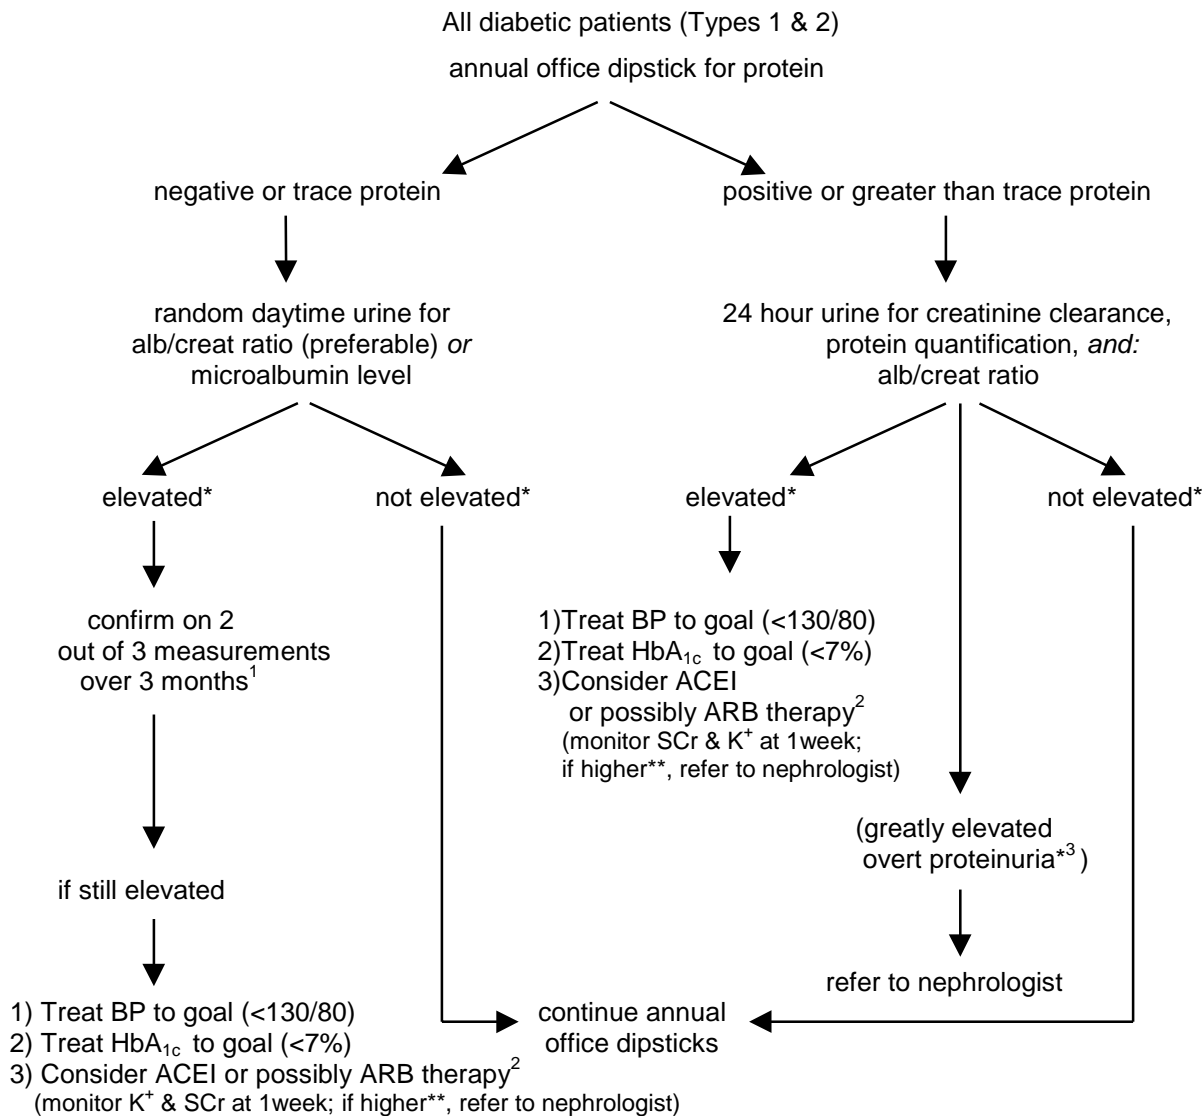 All diabetic patients (Types 1 & 2)
annual office dipstick for protein
negative or trace protein
positive or greater than trace protein
random daytime urine for
alb/creat ratio (preferable) or
microalbumin level
24 hour urine for creatinine clearance,
protein quantification, and:
alb/creat ratio
elevated*
not elevated*
elevated*
not elevated*
confirm on 2
out of 3 measurements
over 3 months¹
1)Treat BP to goal (<130/80)
2)Treat HbA₁c to goal (<7%)
3)Consider ACEI
or possibly ARB therapy²
(monitor SCr & K⁺ at 1week;
if higher**, refer to nephrologist)
(greatly elevated
overt proteinuria*³ )
if still elevated
refer to nephrologist
1) Treat BP to goal (<130/80)
2) Treat HbA₁c to goal (<7%)
3) Consider ACEI or possibly ARB therapy²
(monitor K⁺ & SCr at 1week; if higher**, refer to nephrologist)
continue annual
office dipsticks